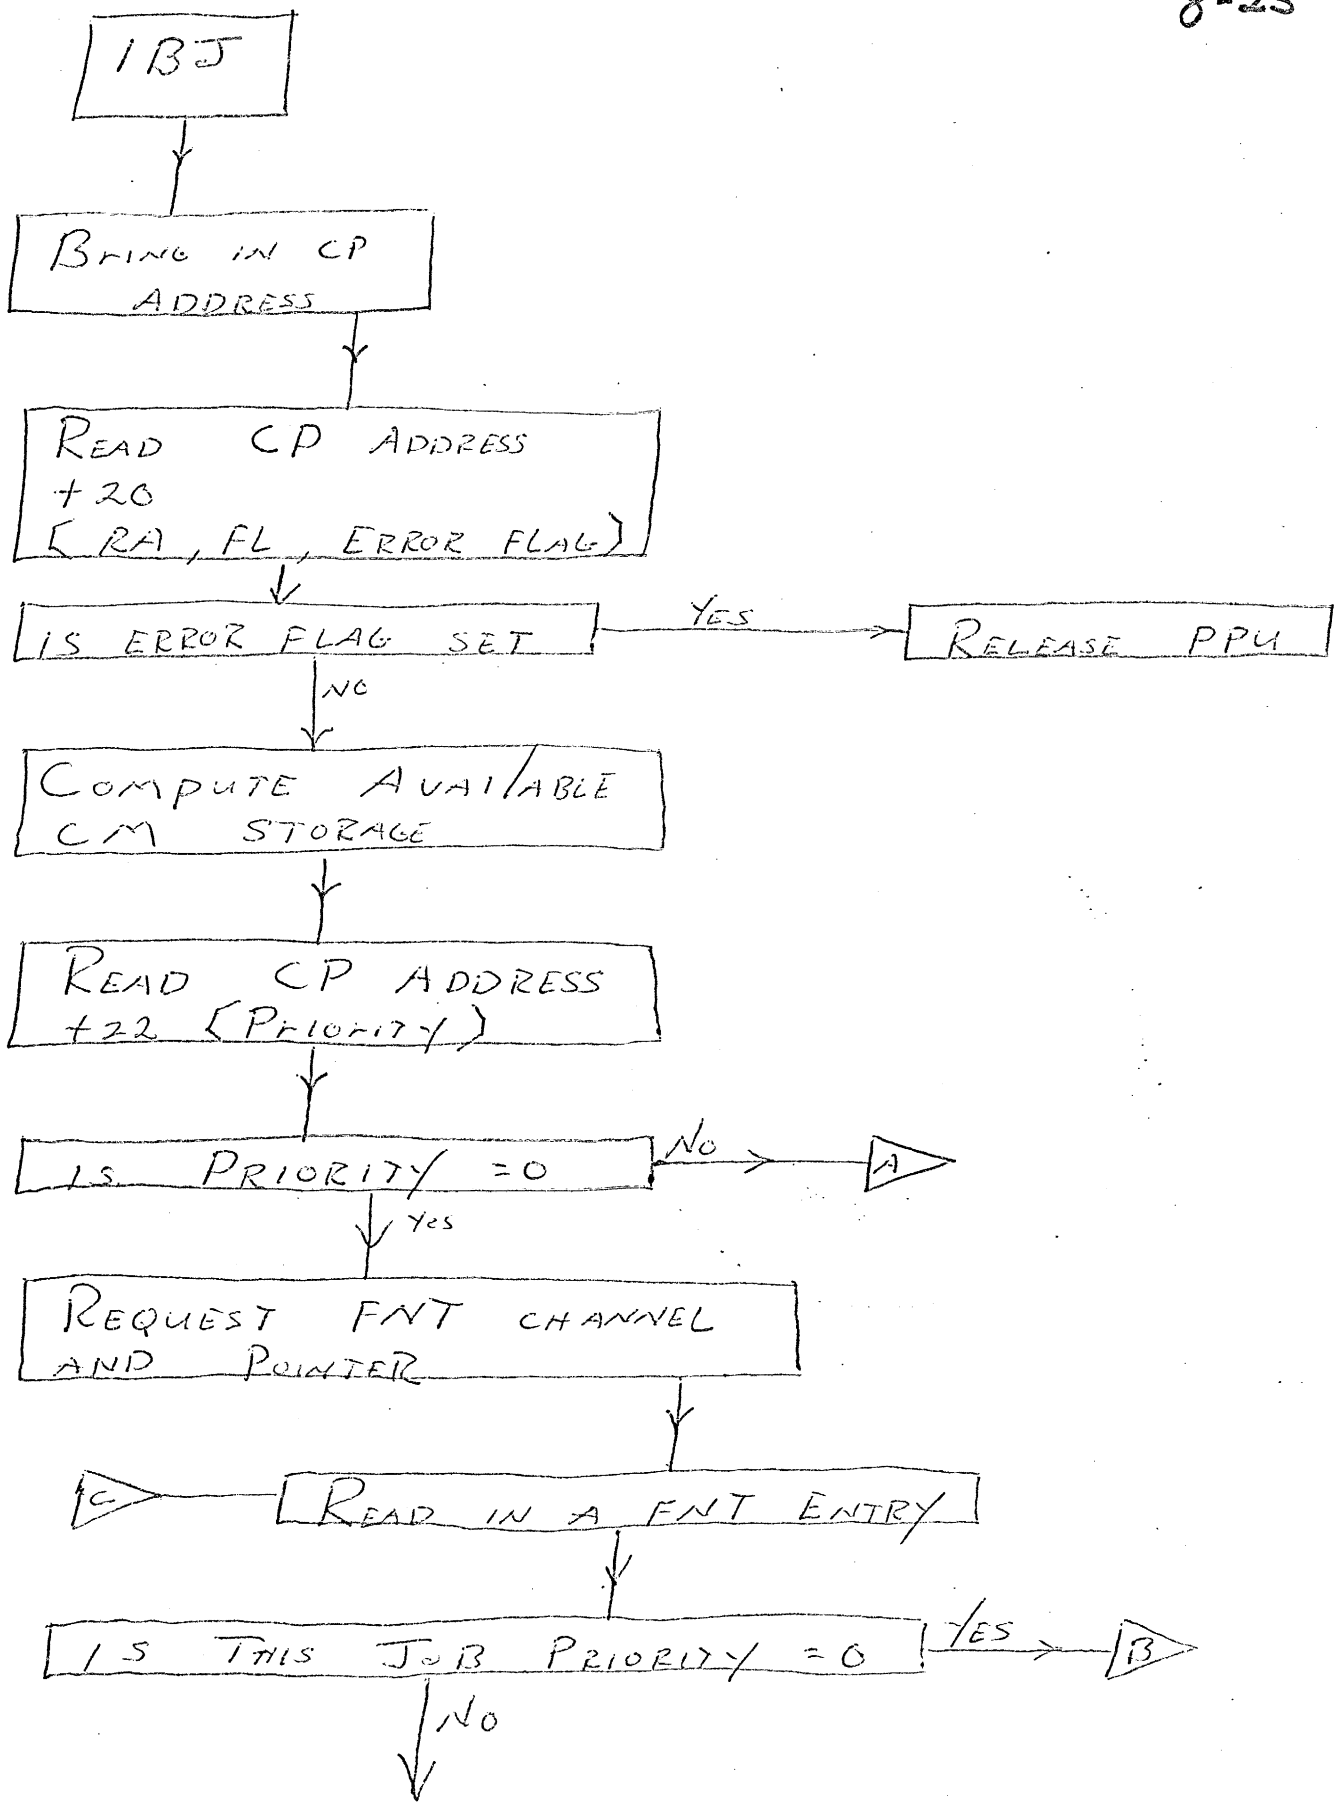 8-23
1BJ
BrING IN CP
ADDRESS
READ CP ADDRESS
+20
[RA, FL, ERROR FLAG]
IS ERROR FLAG SET
YES
RELEASE PPU
NO
COMPUTE AVAIlABLE
CM STORAGE
READ CP ADDRESS
+22 [PrIOrITY]
IS PRIORITY =0
No
A
Yes
REQUEST FNT CHANNEL
AND POINTER
C
READ IN A FNT ENTRY
IS THIS JOB PRIORITY =0
YES
B
No